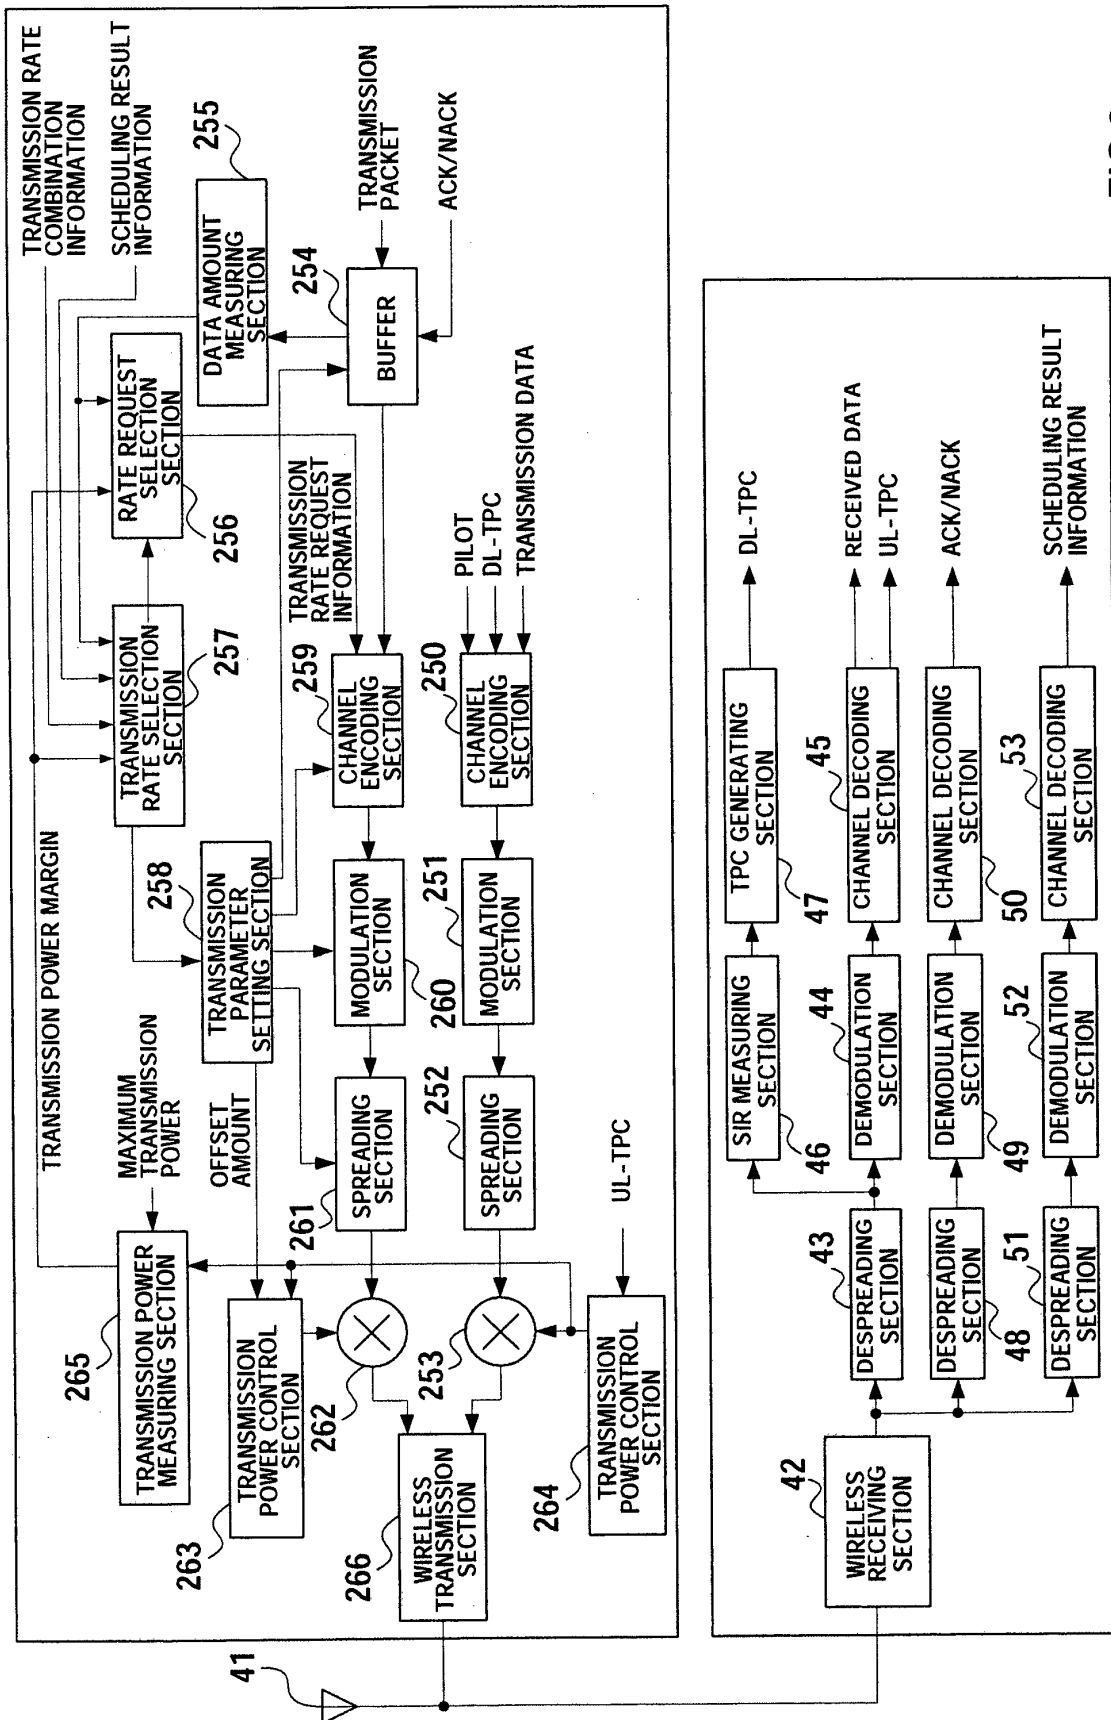 41
TRANSMISSION POWER MARGIN
TRANSMISSION RATE
COMBINATION
INFORMATION
SCHEDULING RESULT
INFORMATION
MAXIMUM
TRANSMISSION
POWER
265
TRANSMISSION POWER
MEASURING SECTION
OFFSET
AMOUNT
258
TRANSMISSION
PARAMETER
SETTING SECTION
TRANSMISSION
RATE SELECTION
SECTION
257
RATE REQUEST
SELECTION
SECTION
256
DATA AMOUNT
MEASURING
SECTION
255
263
TRANSMISSION
POWER CONTROL
SECTION
262
261
SPREADING
SECTION
MODULATION
SECTION
260
259
CHANNEL
ENCODING
SECTION
TRANSMISSION
RATE REQUEST
INFORMATION
254
BUFFER
TRANSMISSION
PACKET
ACK/NACK
266
WIRELESS
TRANSMISSION
SECTION
253
252
SPREADING
SECTION
251
MODULATION
SECTION
250
CHANNEL
ENCODING
SECTION
PILOT
DL-TPC
TRANSMISSION DATA
264
TRANSMISSION
POWER CONTROL
SECTION
UL-TPC
42
WIRELESS
RECEIVING
SECTION
SIR MEASURING
SECTION
46
TPC GENERATING
SECTION
47
DL-TPC
43
DESPREADING
SECTION
44
DEMODULATION
SECTION
45
CHANNEL DECODING
SECTION
RECEIVED DATA
UL-TPC
DESPREADING
SECTION
48
DEMODULATION
SECTION
49
CHANNEL DECODING
SECTION
50
ACK/NACK
51
DESPREADING
SECTION
52
DEMODULATION
SECTION
53
CHANNEL DECODING
SECTION
SCHEDULING RESULT
INFORMATION